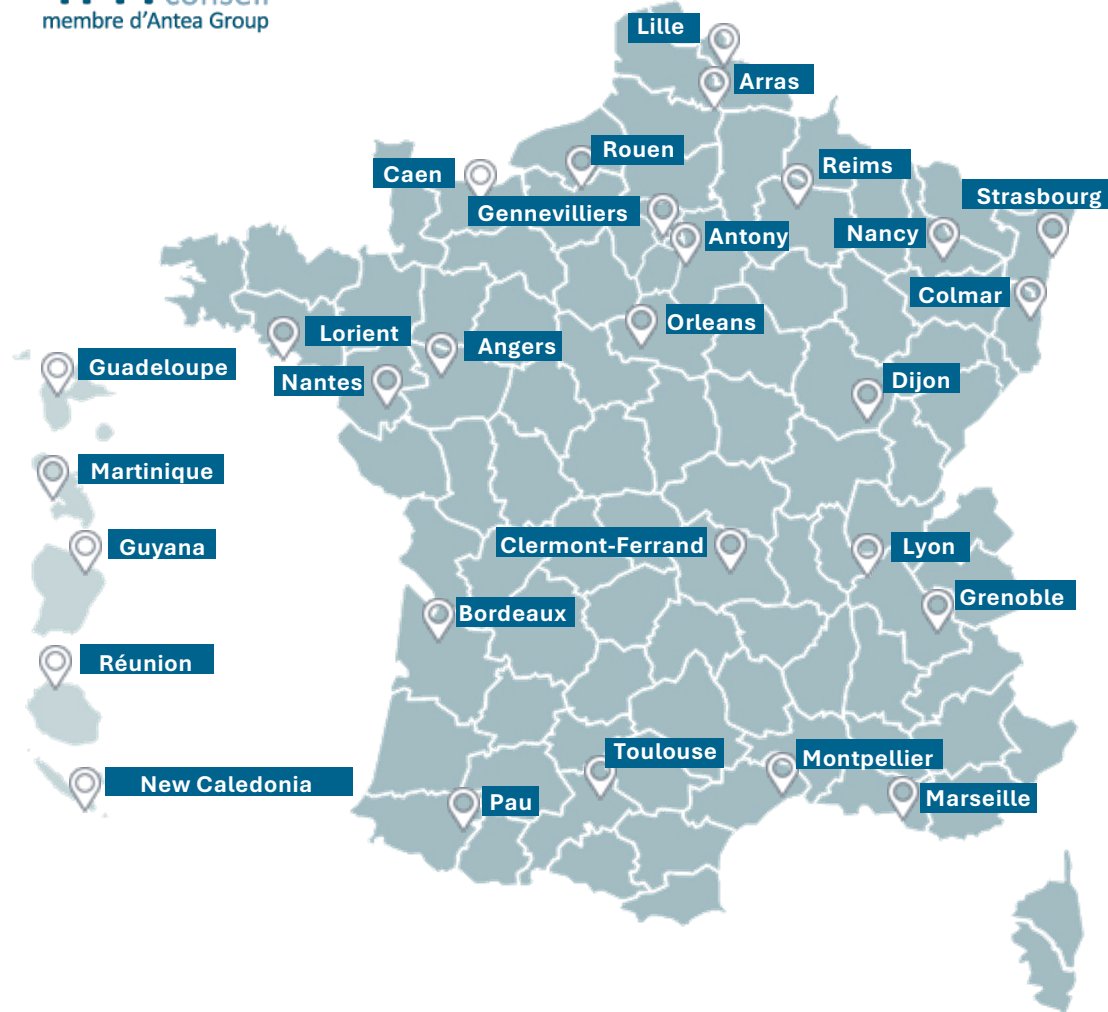 conseil
membre d'Antea Group
Lille
Arras
Rouen
Caen
Reims
Strasbourg
Gennevilliers
Antony
Nancy
Colmar
Orleans
Lorient
Angers
Guadeloupe
Nantes
Dijon
Martinique
Guyana
Clermont-Ferrand
Lyon
Grenoble
Bordeaux
Réunion
Toulouse
Montpellier
New Caledonia
Pau
Marseille